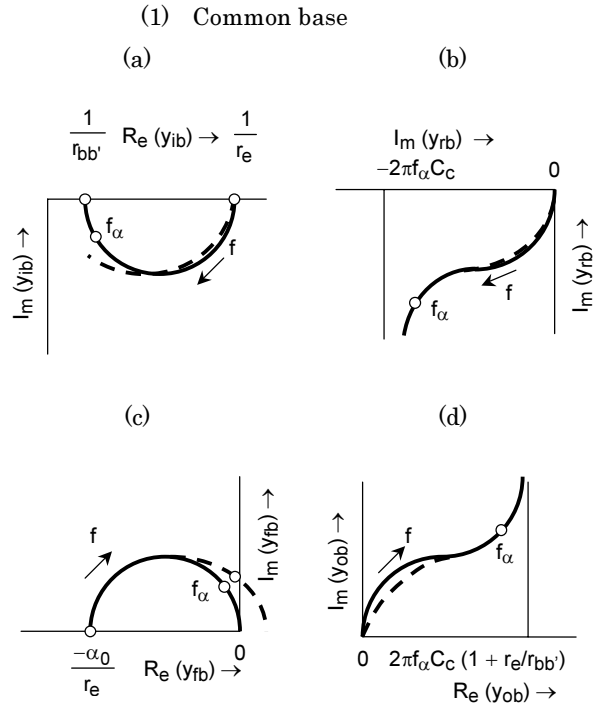 (1) Common base
(a)
1
r_bb' R_e (y_ib) → 1
r_e
I_m (y_ib) →
f_α
f
(b)
I_m (y_rb) →
−2πf_αC_c 0
I_m (y_rb) →
f
f_α
(c)
f
I_m (y_fb) →
f_α
−α_0
r_e R_e (y_fb) → 0
(d)
I_m (y_ob) →
f
f_α
0 2πf_αC_c (1 + r_e/r_bb')
R_e (y_ob) →